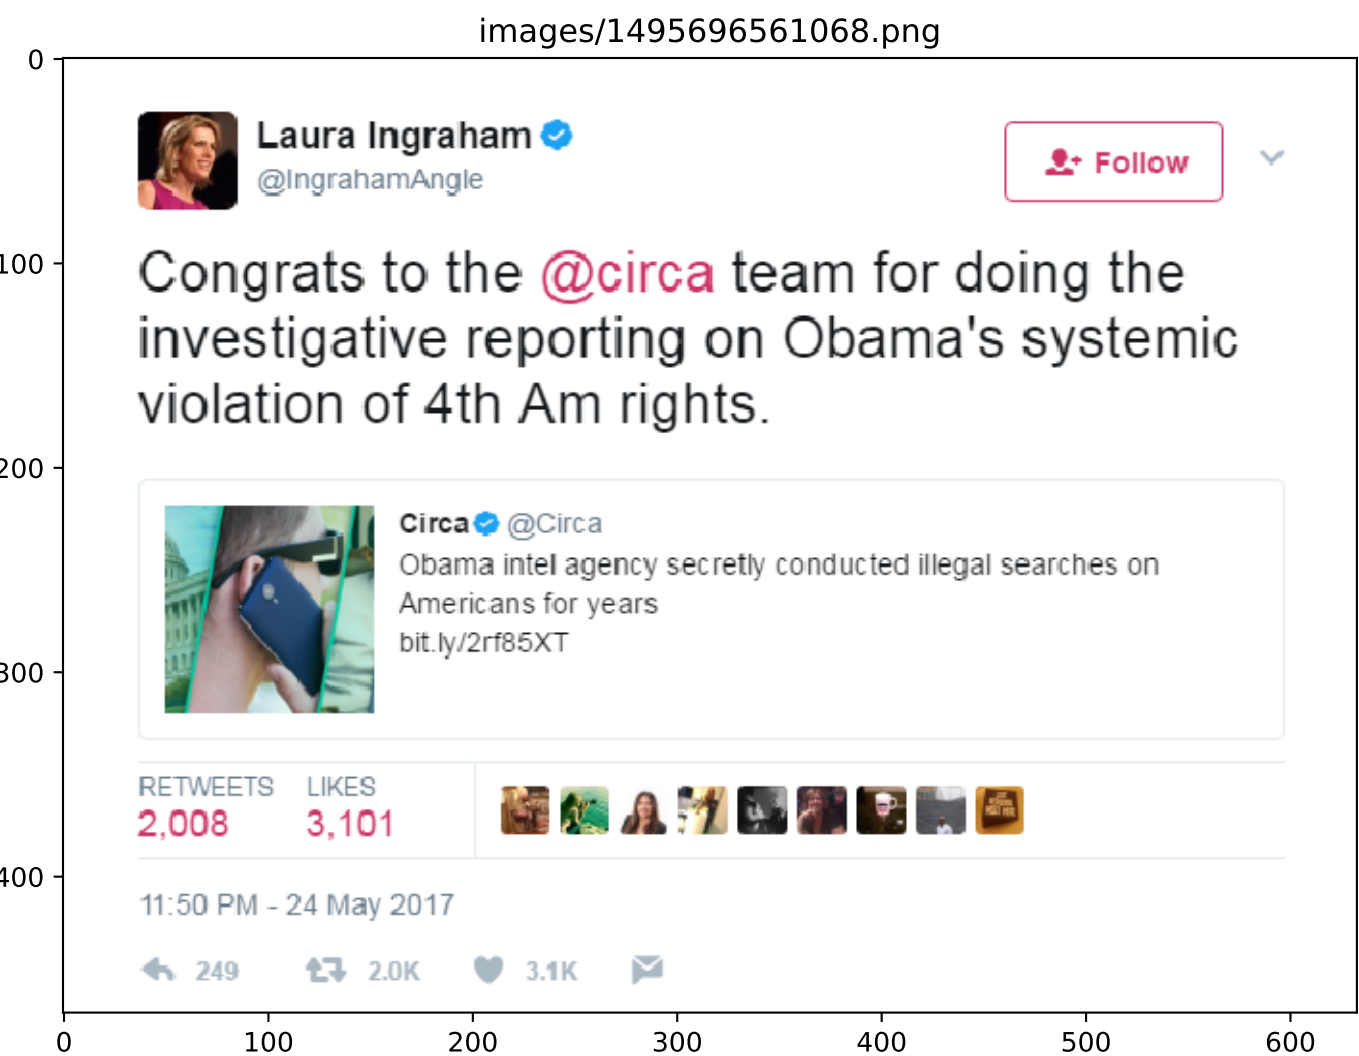 images/1495696561068.png
0
Laura Ingraham
@IngrahamAngle
Follow
100
Congrats to the @circa team for doing the
investigative reporting on Obama's systemic
violation of 4th Am rights.
200
Circa @Circa
Obama intel agency secretly conducted illegal searches on
Americans for years
bit.ly/2rf85XT
300
RETWEETS LIKES
2,008 3,101
400
11:50 PM - 24 May 2017
249 2.0K 3.1K
0 100 200 300 400 500 600